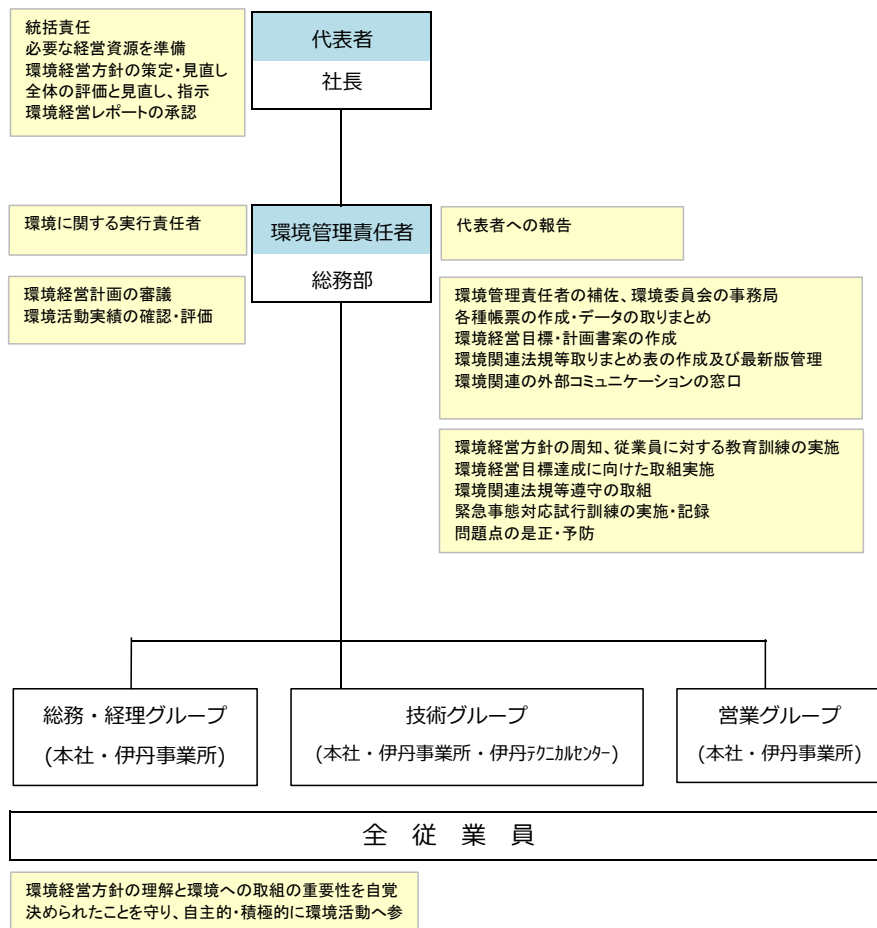 統括責任
必要な経営資源を準備
環境経営方針の策定・見直し
全体の評価と見直し、指示
環境経営レポートの承認
代表者
社長
環境に関する実行責任者
環境管理責任者
総務部
代表者への報告
環境経営計画の審議
環境活動実績の確認・評価
環境管理責任者の補佐、環境委員会の事務局
各種帳票の作成・データの取りまとめ
環境経営目標・計画書案の作成
環境関連法規等取りまとめ表の作成及び最新版管理
環境関連の外部コミュニケーションの窓口
環境経営方針の周知、従業員に対する教育訓練の実施
環境経営目標達成に向けた取組実施
環境関連法規等遵守の取組
緊急事態対応試行訓練の実施・記録
問題点の是正・予防
総務・経理グループ
(本社・伊丹事業所)
技術グループ
(本社・伊丹事業所・伊丹ﾃｸﾆｶﾙｾﾝﾀｰ)
営業グループ
(本社・伊丹事業所)
全 従 業 員
環境経営方針の理解と環境への取組の重要性を自覚
決められたことを守り、自主的・積極的に環境活動へ参